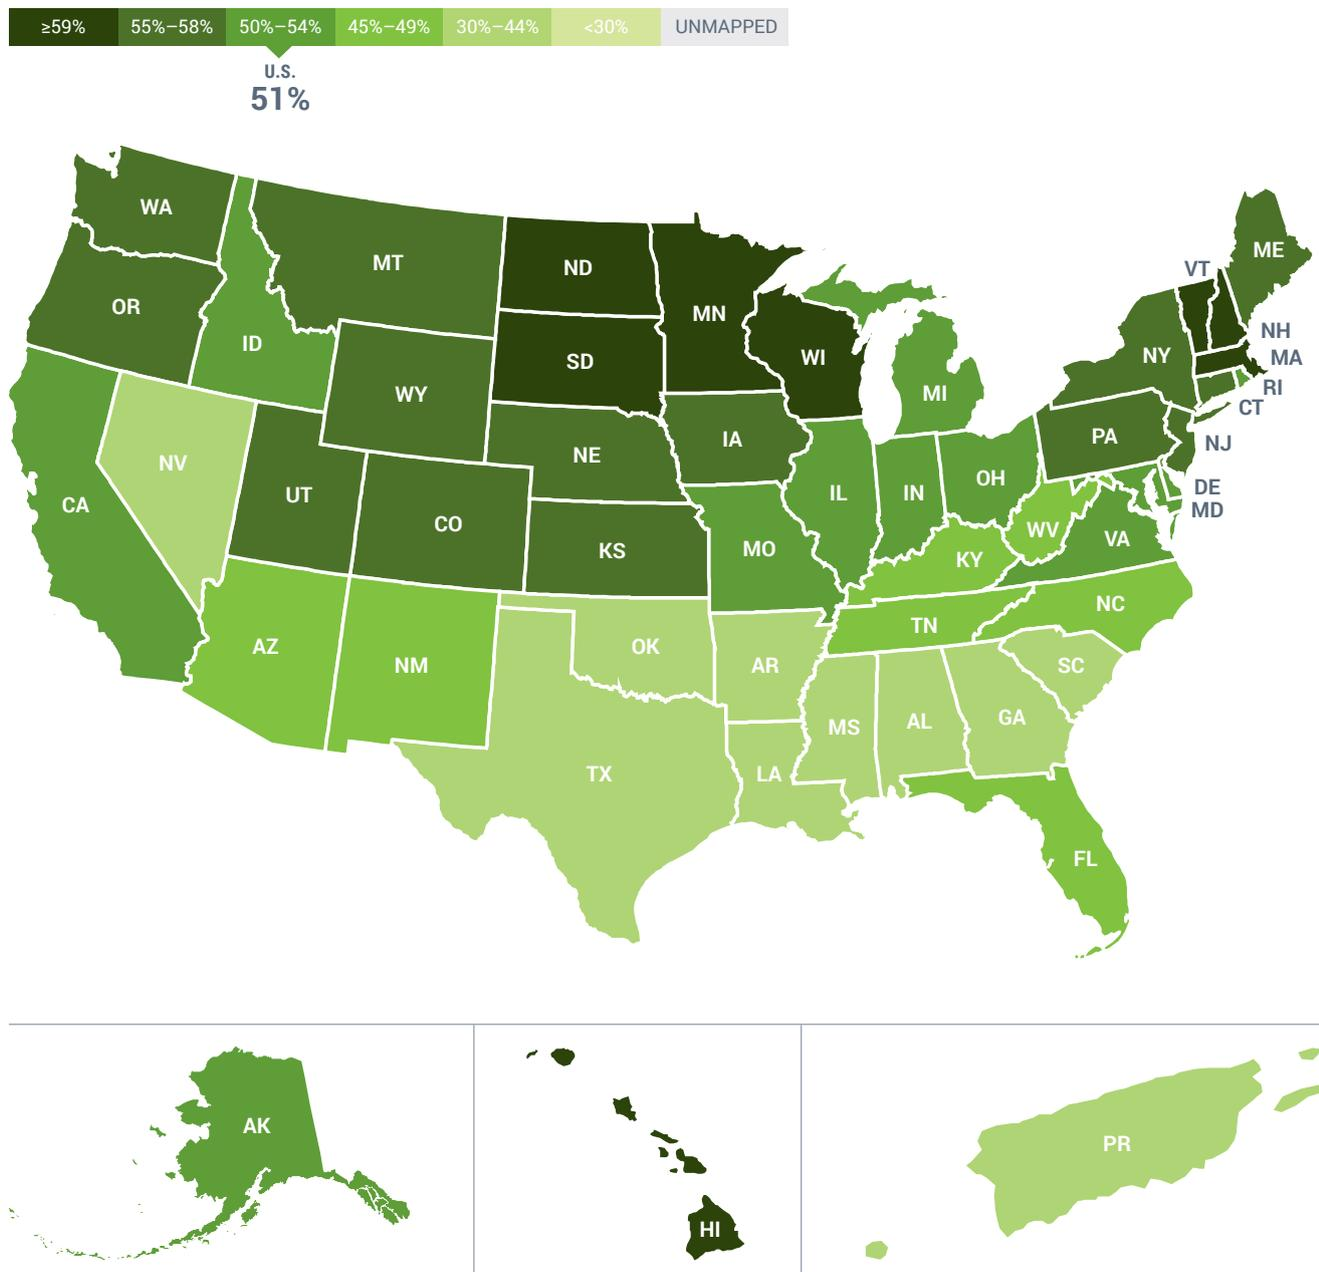 ≥59% 55%–58% 50%–54% 45%–49% 30%–44% <30% UNMAPPED
U.S.
51%
WA
MT
ND
MN
OR
ID
SD
WI
WY
MI
NY
VT
ME
NH
MA
RI
CT
NJ
PA
IA
NE
NV
UT
CO
CA
IL
IN
OH
DE
MD
WV
VA
KS
MO
KY
NC
TN
AZ
NM
OK
AR
SC
MS
AL
GA
TX
LA
FL
AK
HI
PR